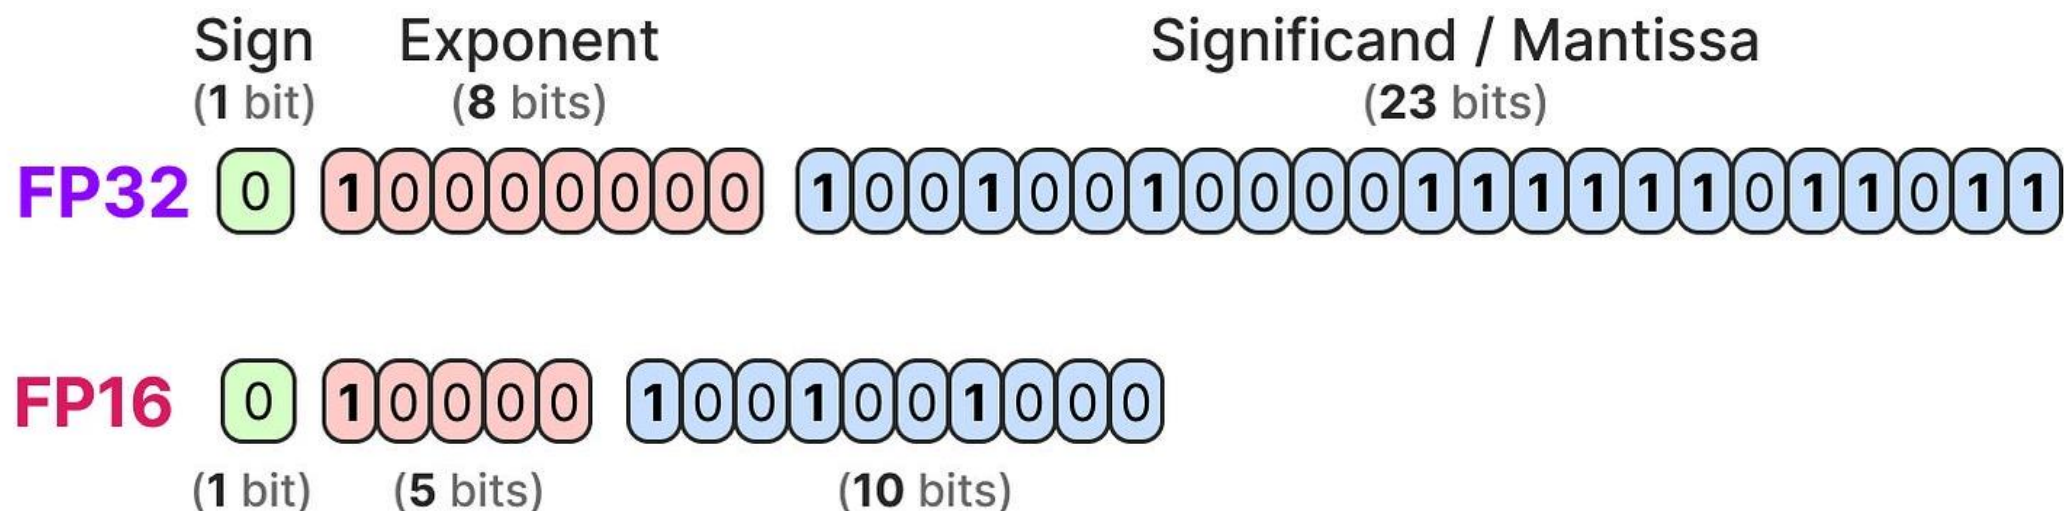 Sign Exponent Significand / Mantissa
(1 bit) (8 bits) (23 bits)
FP32 0 10000000 10010010000111111011011
FP16 0 10000 1001001000
(1 bit) (5 bits) (10 bits)